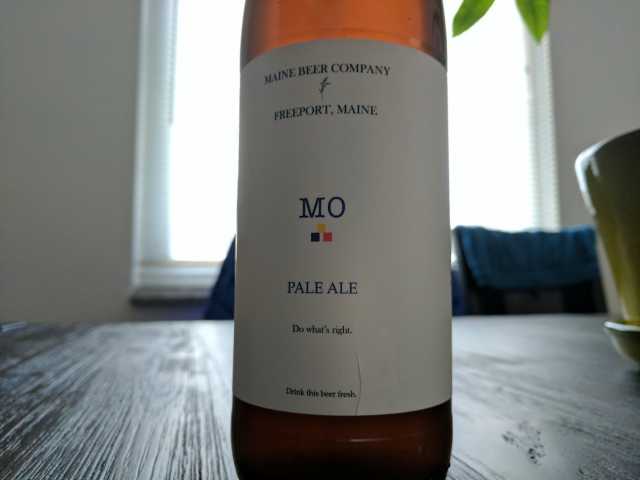 MAINE BEER COMPANY
FREEPORT, MAINE
MO
PALE ALE
Do what's right.
Drink this beer fresh.